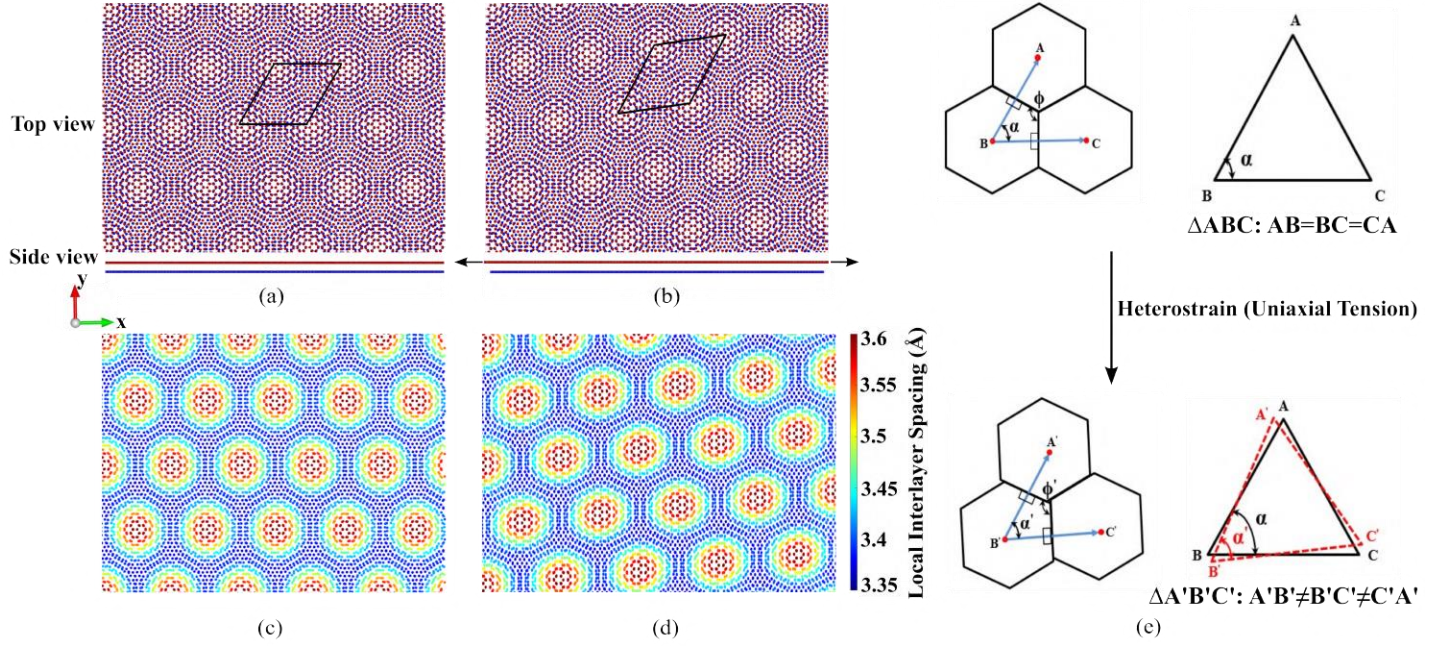 Top view
Side view
y
x
(a)
(b)
(c)
(d)
3.6
3.55
3.5
3.45
3.4
3.35
Local Interlayer Spacing (Å)
A
B
C
α
ϕ
A
B
C
α
ΔABC: AB=BC=CA
Heterostrain (Uniaxial Tension)
A'
B'
C'
α'
ϕ'
A'
A
B
B'
C'
C
α
α'
ΔA'B'C': A'B'≠B'C'≠C'A'
(e)